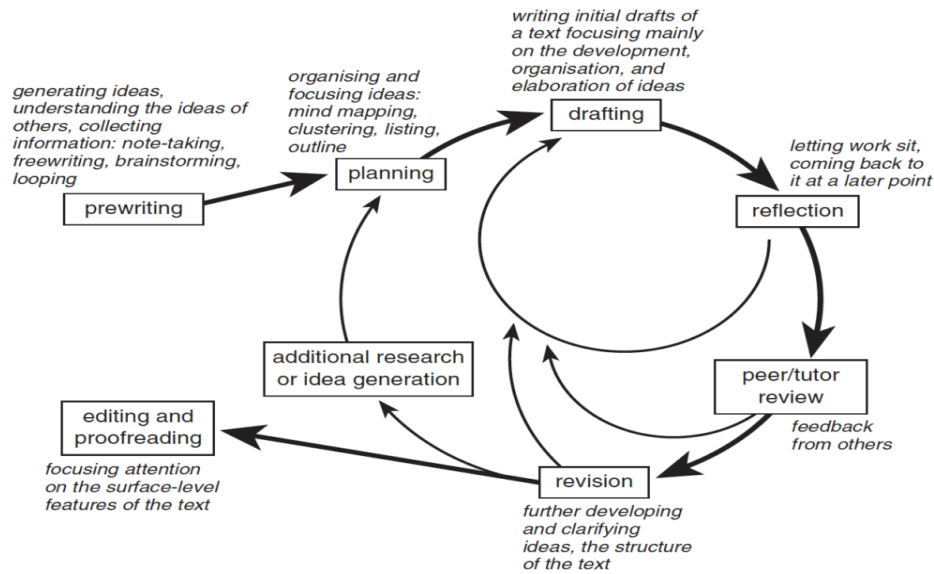 generating ideas,
understanding the ideas of
others, collecting
information: note-taking,
freewriting, brainstorming,
looping
prewriting
organising and
focusing ideas:
mind mapping,
clustering, listing,
outline
planning
writing initial drafts of
a text focusing mainly
on the development,
organisation, and
elaboration of ideas
drafting
letting work sit,
coming back to
it at a later point
reflection
peer/tutor
review
feedback
from others
revision
further developing
and clarifying
ideas, the structure
of the text
additional research
or idea generation
editing and
proofreading
focusing attention
on the surface-level
features of the text